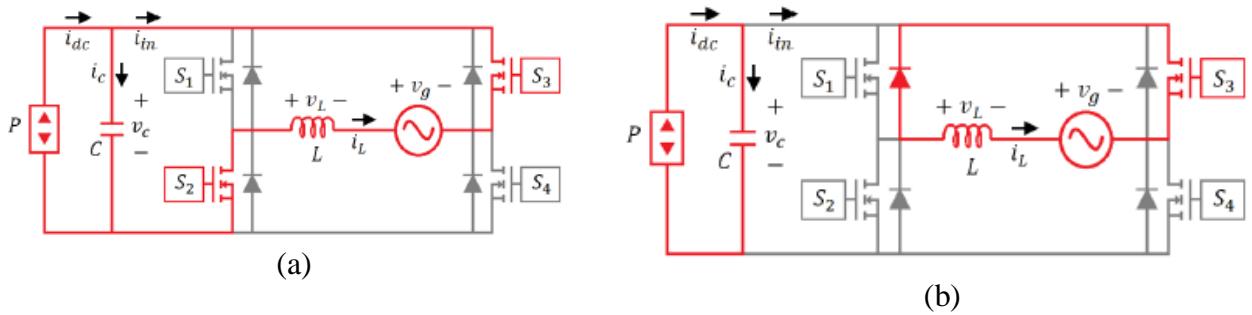 i_dc i_in
i_c
S_1
S_3
P
+
v_c
−
C
+ v_L −
+ v_g −
L
i_L
S_2
S_4
(a)
i_dc i_in
i_c
S_1
S_3
P
+
v_c
−
C
+ v_L −
+ v_g −
L
i_L
S_2
S_4
(b)